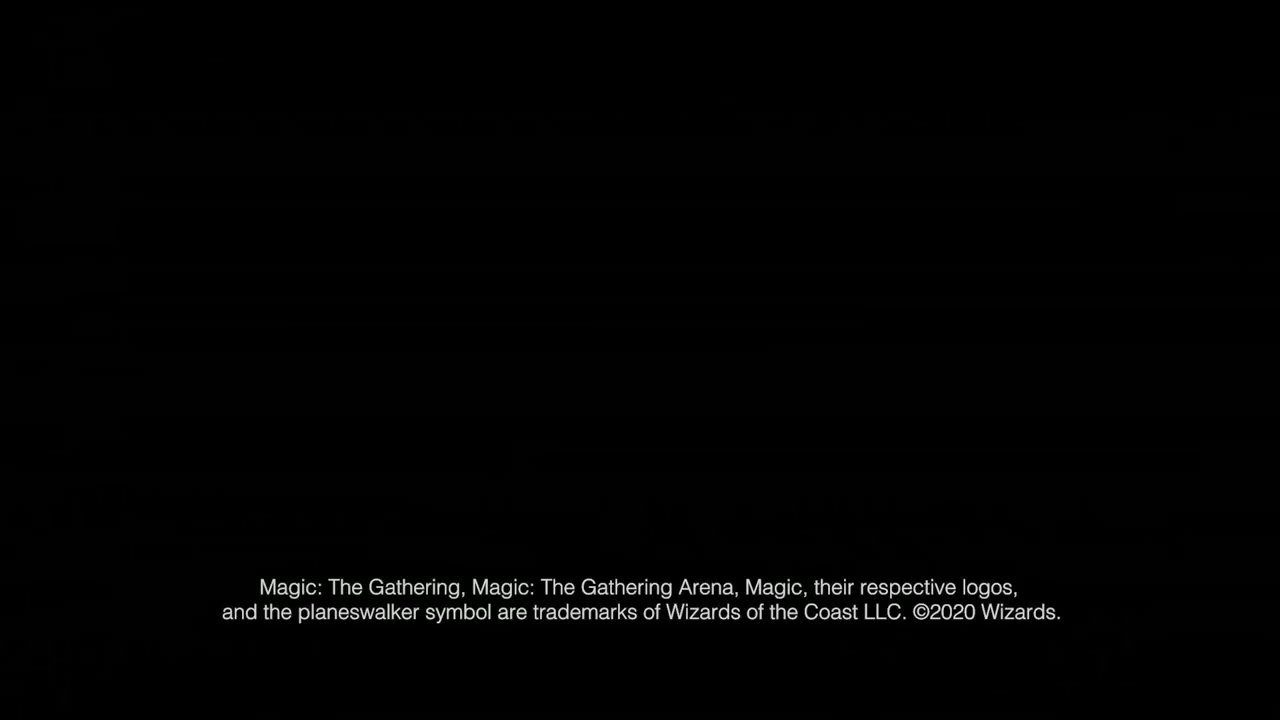 Magic: The Gathering, Magic: The Gathering Arena, Magic, their respective logos,
and the planeswalker symbol are trademarks of Wizards of the Coast LLC. ©2020 Wizards.